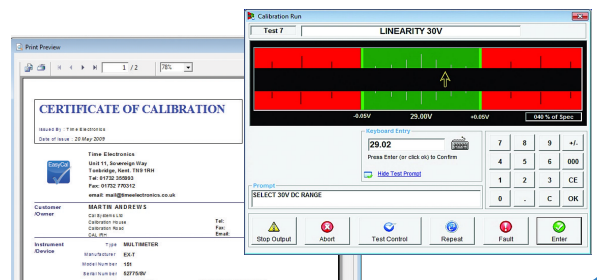 Calibration Run
Test 7
LINEARITY 30V
-0.05V 29.00V +0.05V
040 % of Spec
Keyboard Entry
29.02
Press Enter (or click ok) to Confirm
Hide Test Prompt
Prompt
SELECT 30V DC RANGE
7 8 9 +/-
4 5 6 000
1 2 3 CE
0 . C OK
Stop Output
Abort
Test Control
Repeat
Fault
Enter
Print Preview
1 / 2
70%
CERTIFICATE OF CALIBRATION
Issued By : Time Electronics
Date of Issue : 20 May 2009
EasyCal
Time Electronics
Unit 11, Sovereign Way
Tonbridge, Kent. TN9 1RH
Tel: 01732 355993
Fax: 01732 770312
email: mail@timeelectronics.co.uk
Customer /Owner
MARTIN ANDREWS
Cal Systems Ltd
Calibration House
Calibration Road
CAL IRH
Tel:
Fax:
Email:
Instrument /Device
Type MULTIMETER
Manufacturer EX-T
Model Number 151
Serial Number 52775/8V